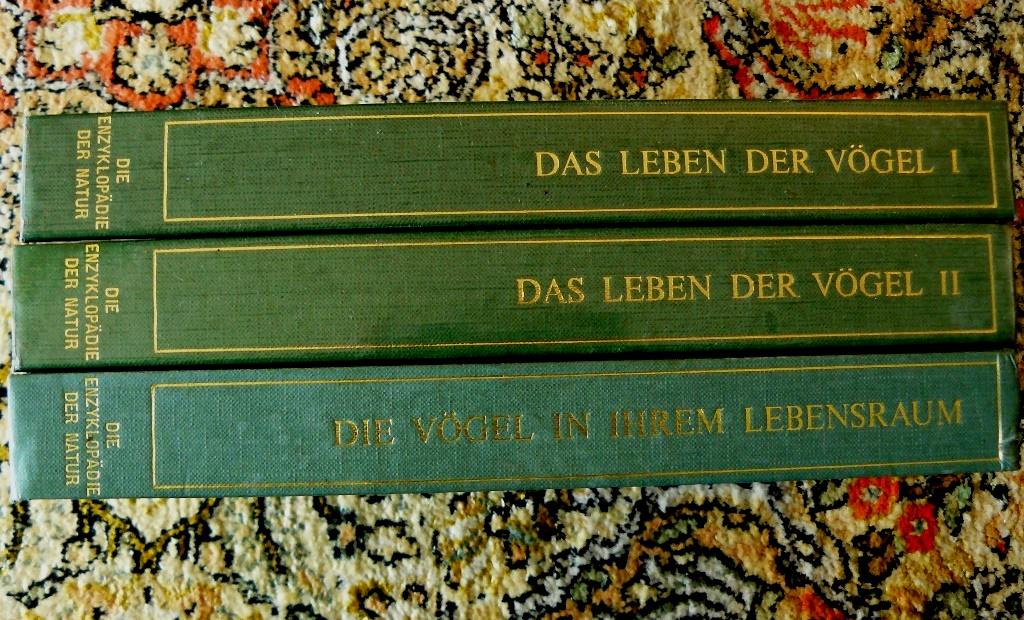 DIE
ENZYKLOPÄDIE
DER NATUR
DAS LEBEN DER VÖGEL I
DIE
ENZYKLOPÄDIE
DER NATUR
DAS LEBEN DER VÖGEL II
DIE
ENZYKLOPÄDIE
DER NATUR
DIE VÖGEL IN IHREM LEBENSRAUM